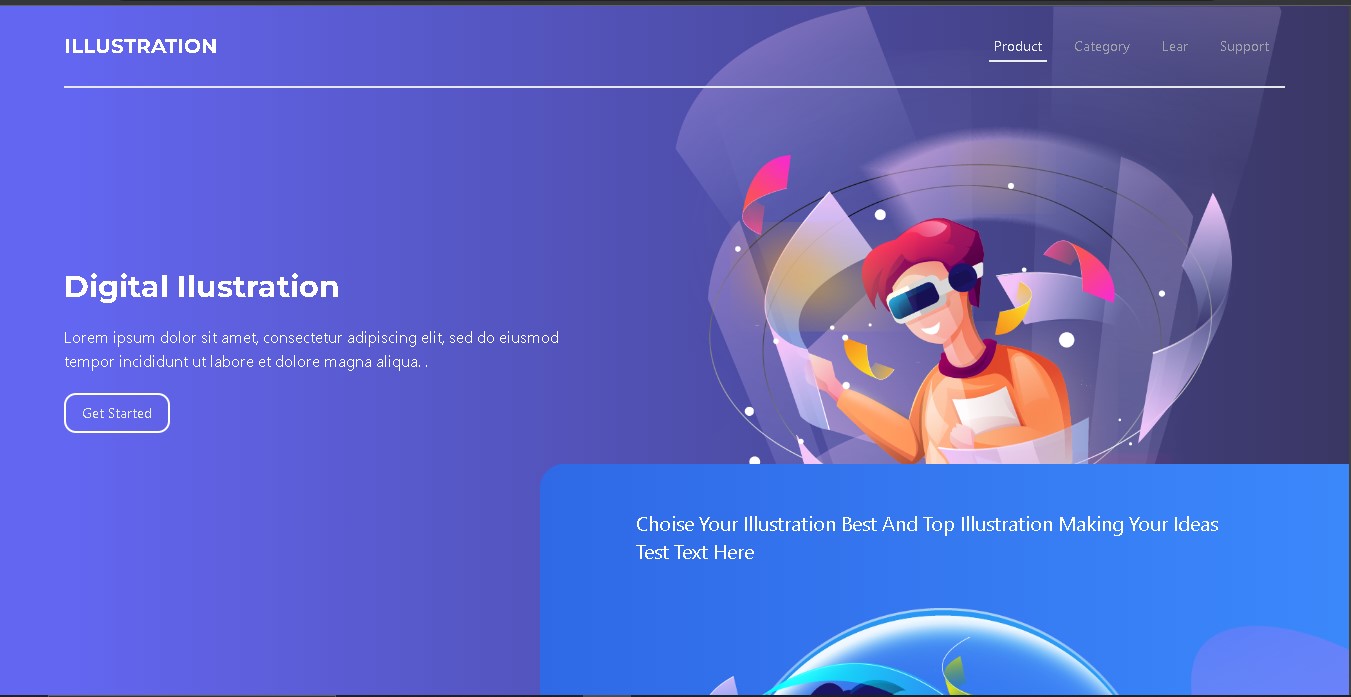 ILLUSTRATION
Product Category Lear Support
Digital Ilustration
Lorem ipsum dolor sit amet, consectetur adipiscing elit, sed do eiusmod
tempor incididunt ut labore et dolore magna aliqua. .
Get Started
Choise Your Illustration Best And Top Illustration Making Your Ideas
Test Text Here